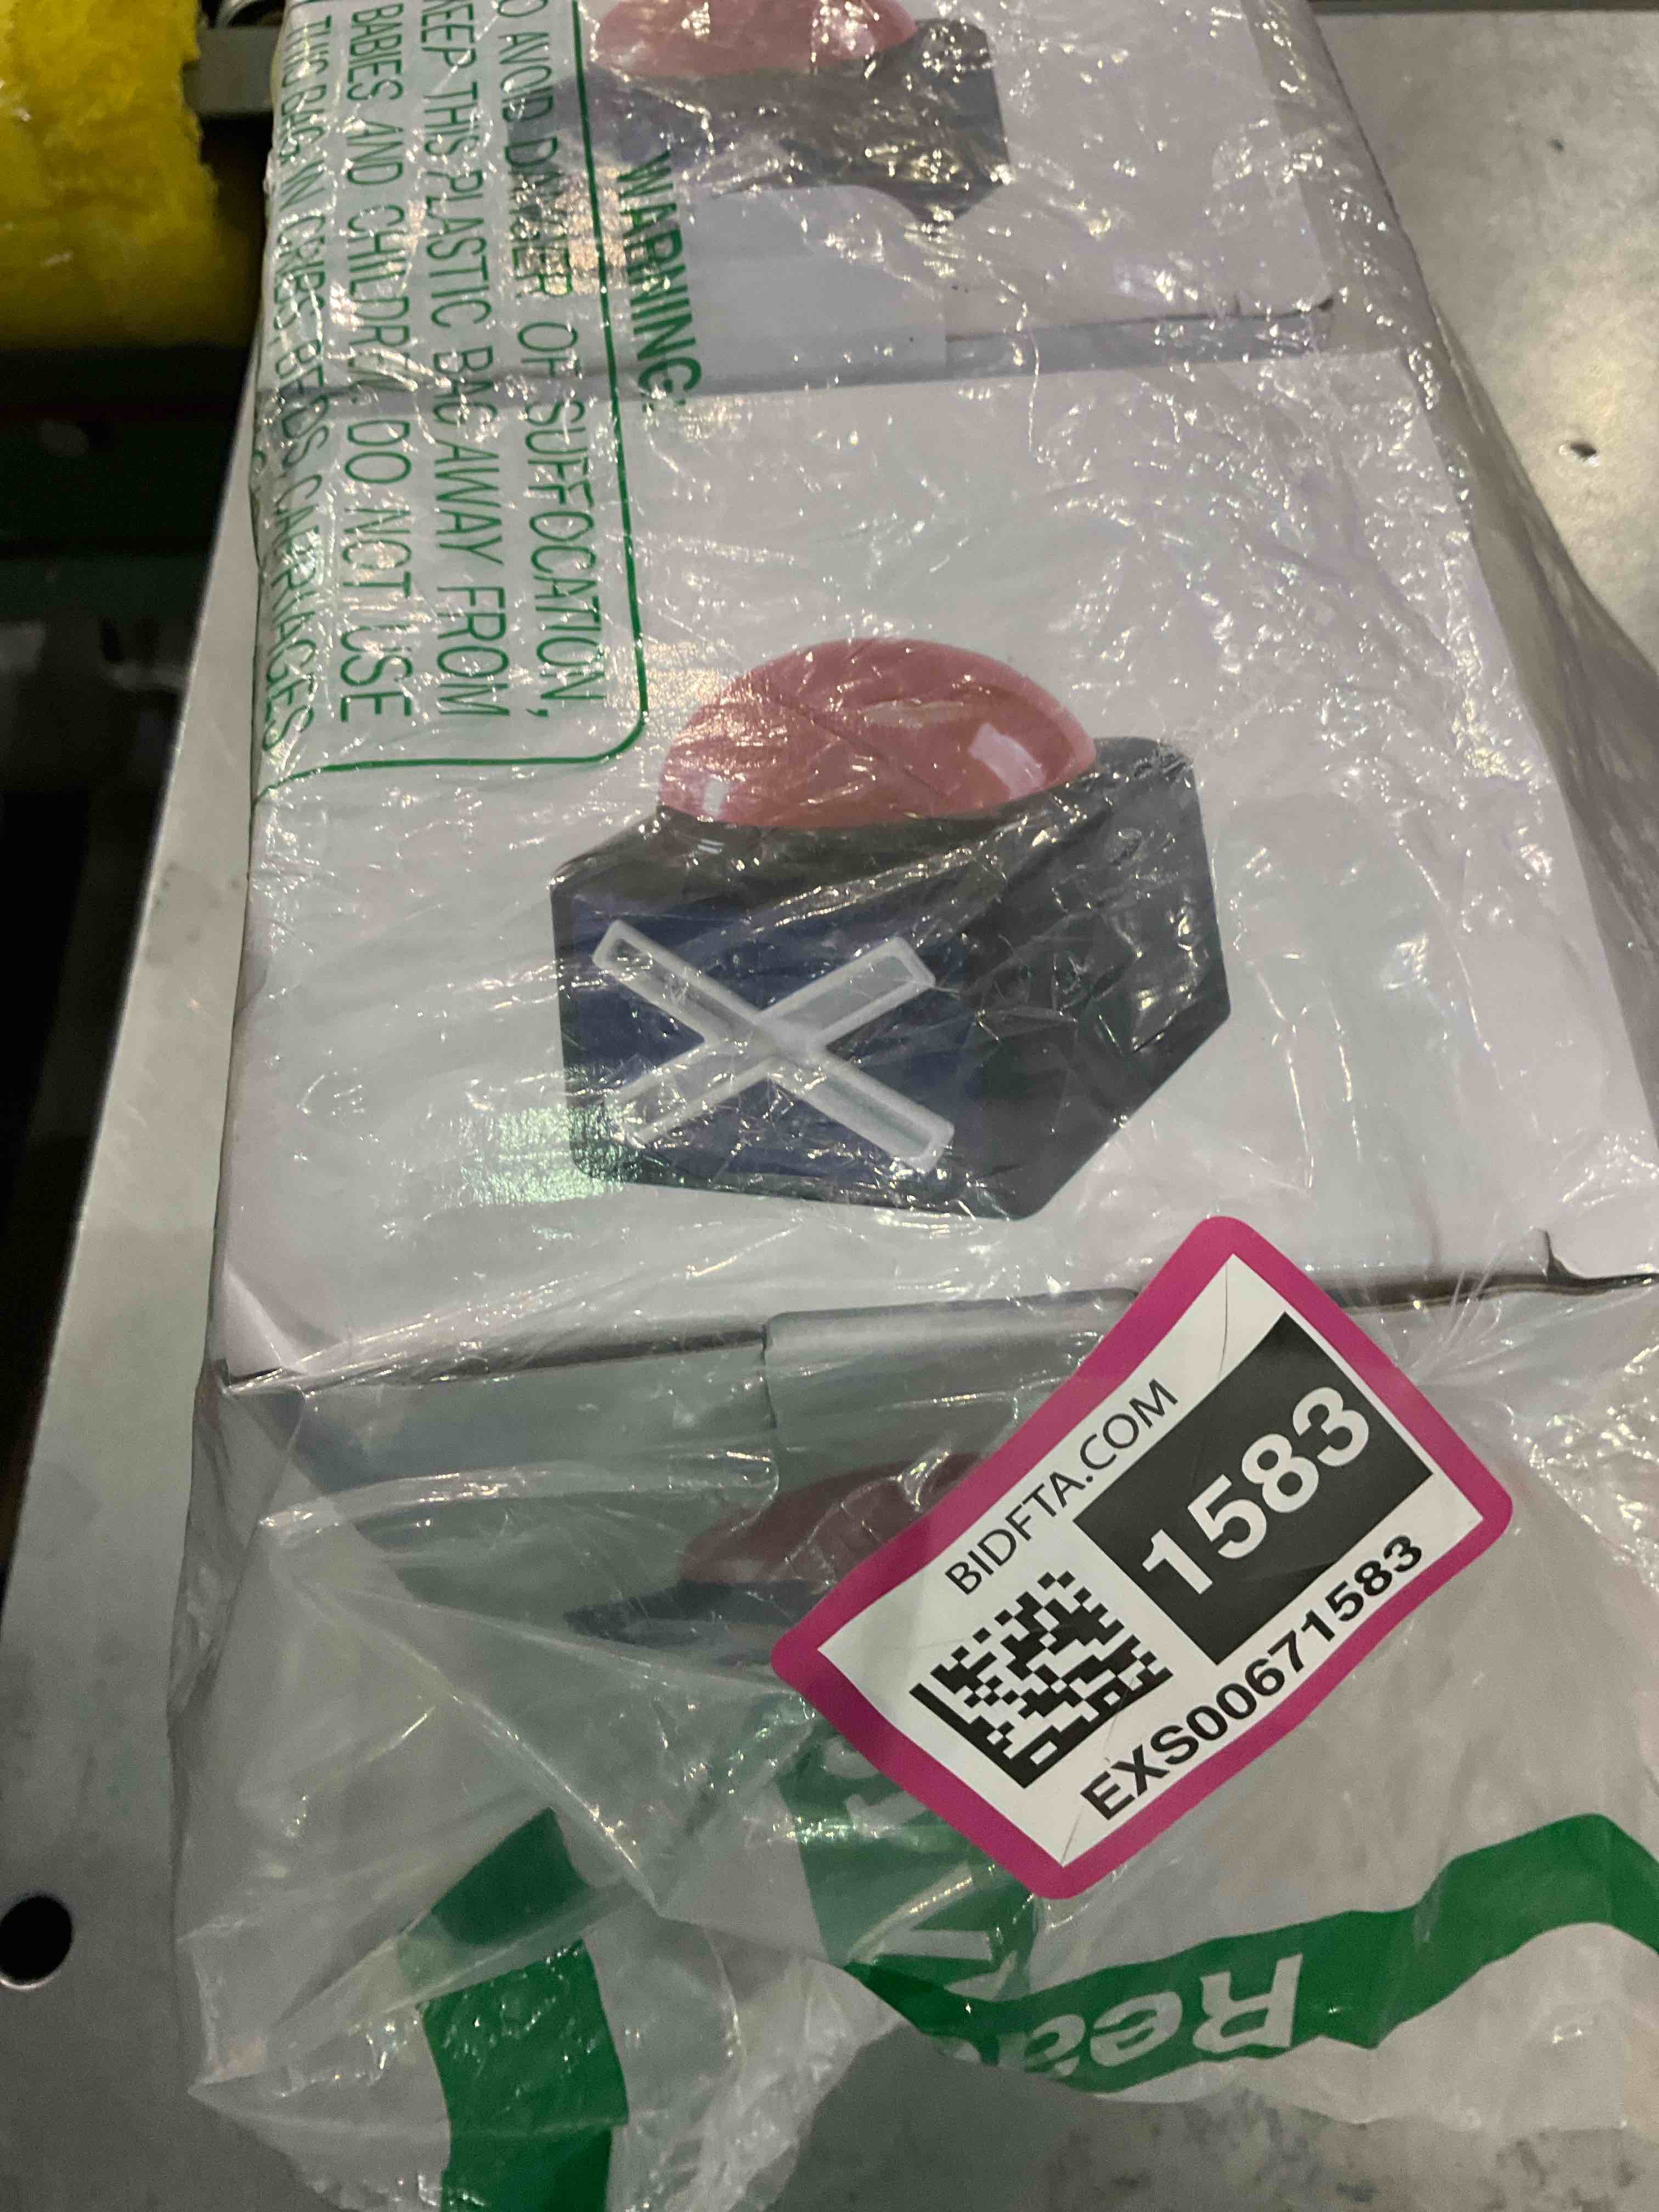 WARNING:
TO AVOID DANGER OF SUFFOCATION,
KEEP THIS PLASTIC BAG AWAY FROM
BABIES AND CHILDREN. DO NOT USE
THIS BAG IN CRIBS, BEDS, CARRIAGES
BIDFTA.COM
1583
EXS00671583